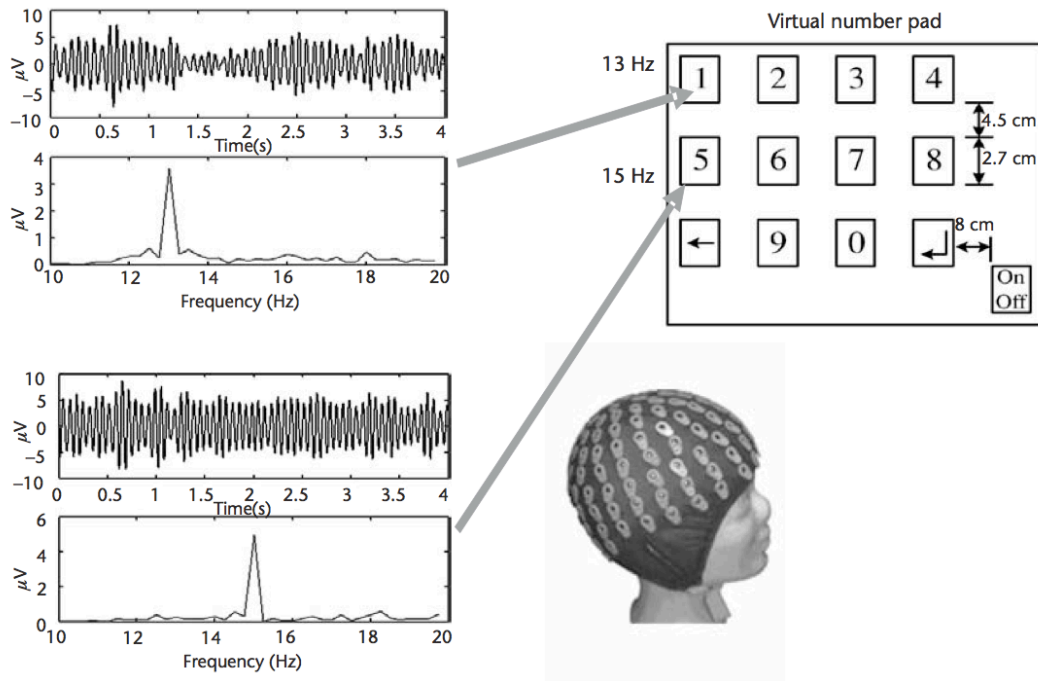 10
5
0
−5
−10
μV
0 0.5 1 1.5 2 2.5 3 3.5 4
Time(s)
4
3
2
1
0
μV
10 12 14 16 18 20
Frequency (Hz)
10
5
0
−5
−10
μV
0 0.5 1 1.5 2 2.5 3 3.5 4
Time(s)
6
4
2
0
μV
10 12 14 16 18 20
Frequency (Hz)
Virtual number pad
13 Hz
1 2 3 4
4.5 cm
15 Hz
5 6 7 8
2.7 cm
← 9 0 ↵
8 cm
On
Off